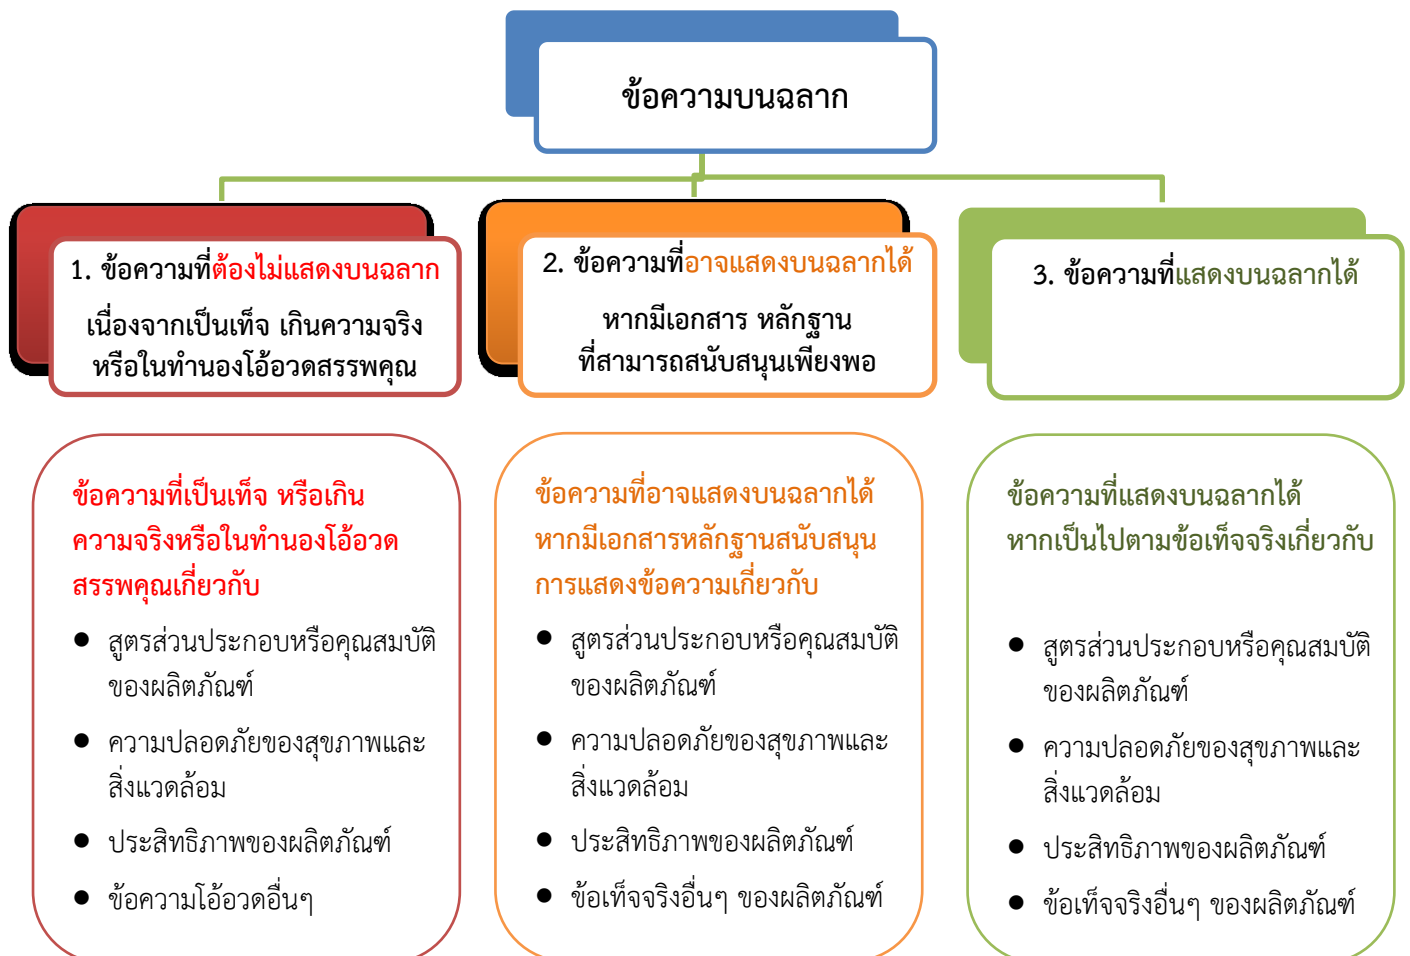 ข้อความบนฉลาก
1. ข้อความที่ต้องไม่แสดงบนฉลาก
เนื่องจากเป็นเท็จ เกินความจริง
หรือในทำนองโอ้อวดสรรพคุณ
2. ข้อความที่อาจแสดงบนฉลากได้
หากมีเอกสาร หลักฐาน
ที่สามารถสนับสนุนเพียงพอ
3. ข้อความที่แสดงบนฉลากได้
ข้อความที่เป็นเท็จ หรือเกิน
ความจริงหรือในทำนองโอ้อวด
สรรพคุณเกี่ยวกับ
● สูตรส่วนประกอบหรือคุณสมบัติ
ของผลิตภัณฑ์
● ความปลอดภัยของสุขภาพและ
สิ่งแวดล้อม
● ประสิทธิภาพของผลิตภัณฑ์
● ข้อความโอ้อวดอื่นๆ
ข้อความที่อาจแสดงบนฉลากได้
หากมีเอกสารหลักฐานสนับสนุน
การแสดงข้อความเกี่ยวกับ
● สูตรส่วนประกอบหรือคุณสมบัติ
ของผลิตภัณฑ์
● ความปลอดภัยของสุขภาพและ
สิ่งแวดล้อม
● ประสิทธิภาพของผลิตภัณฑ์
● ข้อเท็จจริงอื่นๆ ของผลิตภัณฑ์
ข้อความที่แสดงบนฉลากได้
หากเป็นไปตามข้อเท็จจริงเกี่ยวกับ
● สูตรส่วนประกอบหรือคุณสมบัติ
ของผลิตภัณฑ์
● ความปลอดภัยของสุขภาพและ
สิ่งแวดล้อม
● ประสิทธิภาพของผลิตภัณฑ์
● ข้อเท็จจริงอื่นๆ ของผลิตภัณฑ์